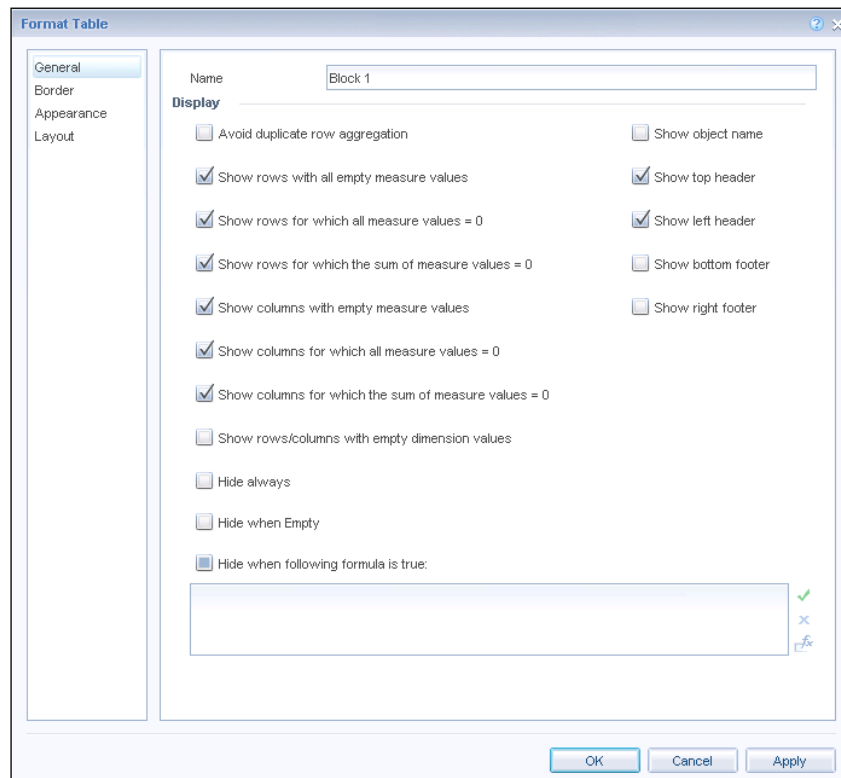 Format Table
General
Border
Appearance
Layout
Name
Block 1
Display
Avoid duplicate row aggregation
Show object name
Show rows with all empty measure values
Show top header
Show rows for which all measure values = 0
Show left header
Show rows for which the sum of measure values = 0
Show bottom footer
Show columns with empty measure values
Show right footer
Show columns for which all measure values = 0
Show columns for which the sum of measure values = 0
Show rows/columns with empty dimension values
Hide always
Hide when Empty
Hide when following formula is true:
fx
OK
Cancel
Apply